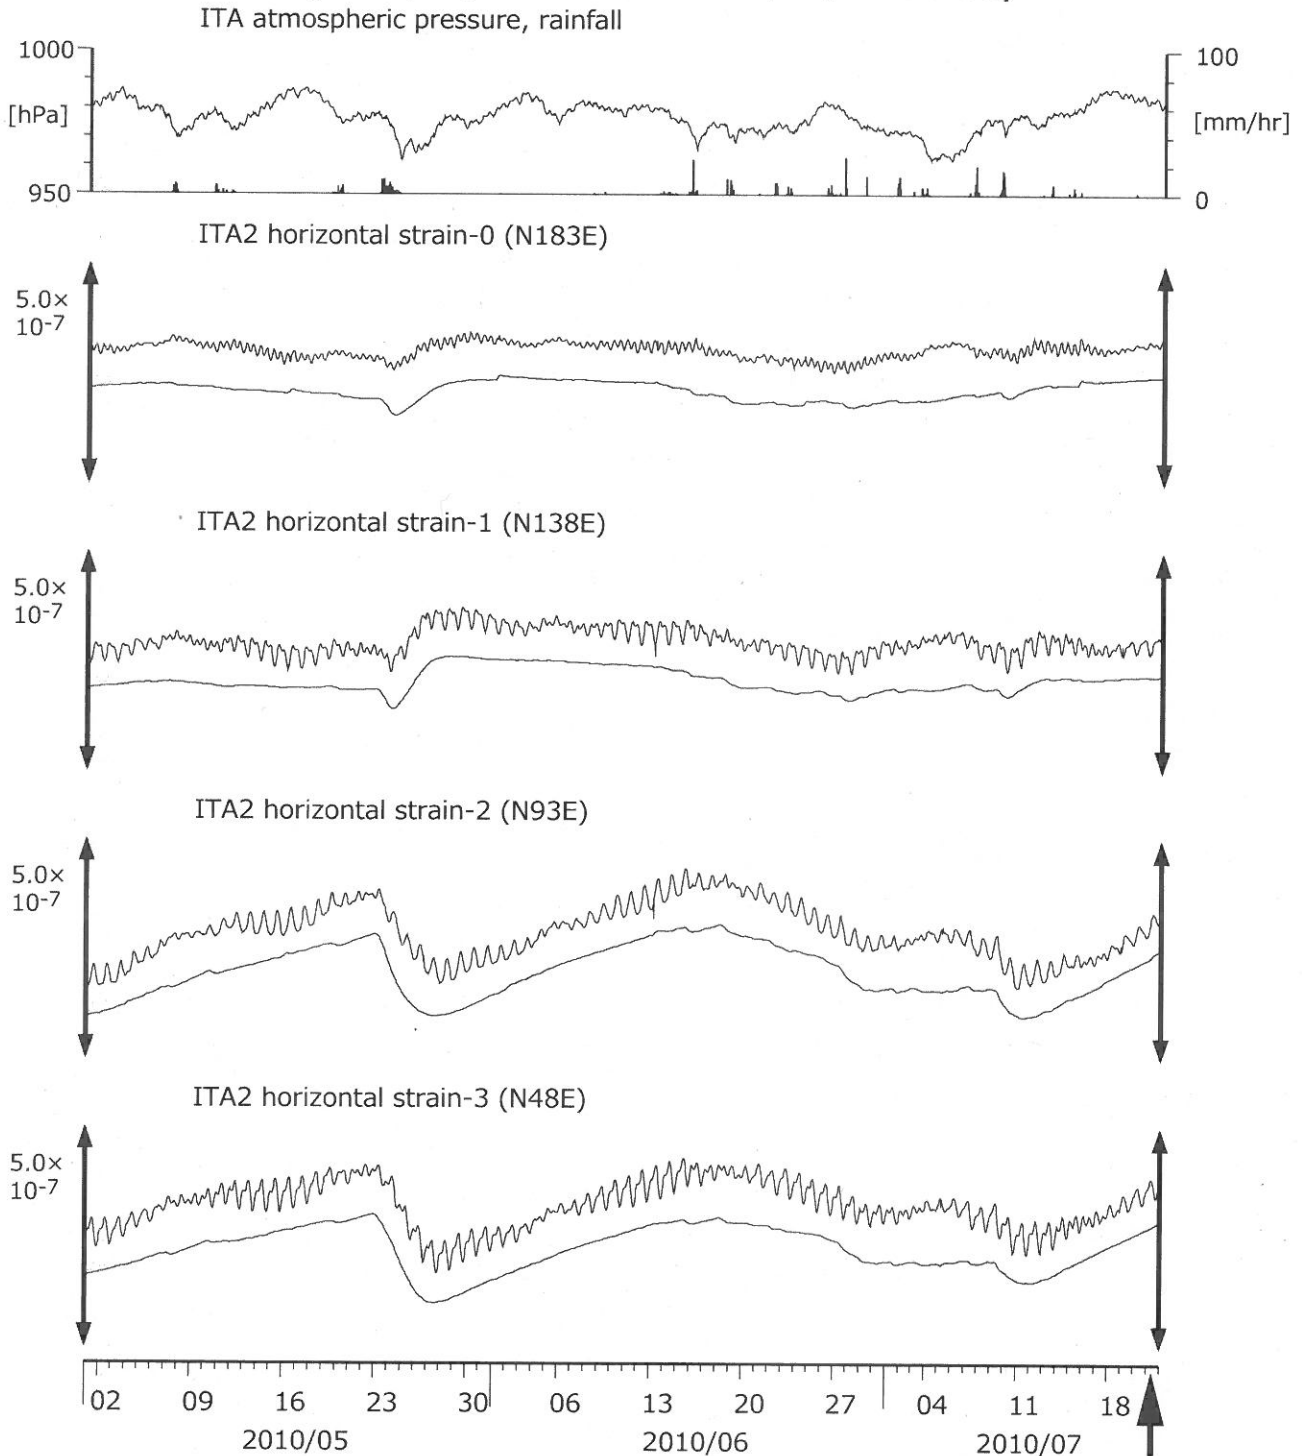 ITA atmospheric pressure, rainfall
1000
100
[hPa]
[mm/hr]
950
0
ITA2 horizontal strain-0 (N183E)
5.0×
10-7
ITA2 horizontal strain-1 (N138E)
5.0×
10-7
ITA2 horizontal strain-2 (N93E)
5.0×
10-7
ITA2 horizontal strain-3 (N48E)
5.0×
10-7
02 09 16 23 30 06 13 20 27 04 11 18
2010/05 2010/06 2010/07